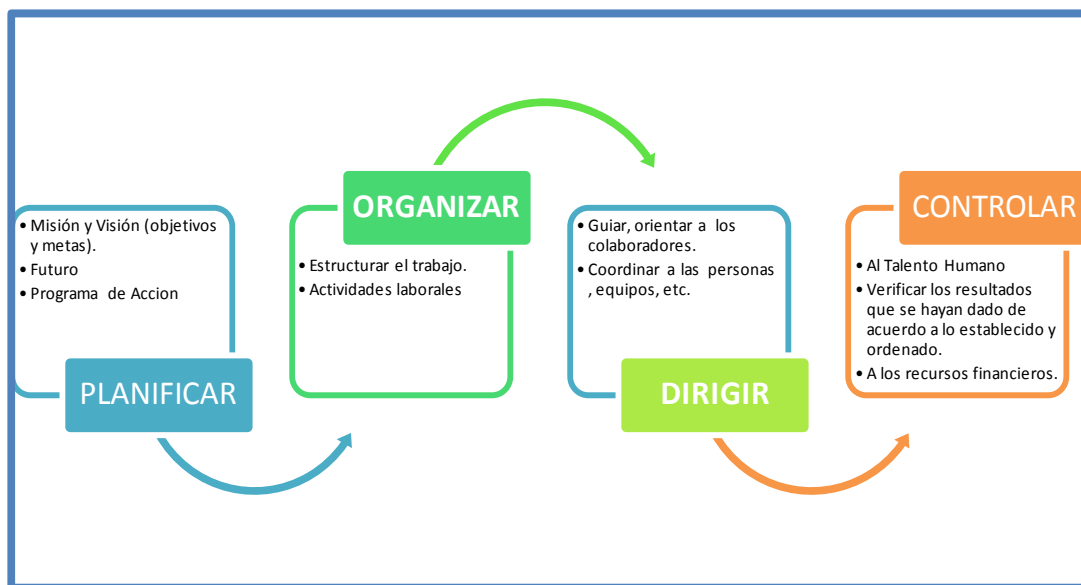 • Misión y Visión (objetivos
y metas).
• Futuro
• Programa de Accion
PLANIFICAR
ORGANIZAR
• Estructurar el trabajo.
• Actividades laborales
• Guiar, orientar a los
colaboradores.
• Coordinar a las personas
, equipos, etc.
DIRIGIR
CONTROLAR
• Al Talento Humano
• Verificar los resultados
que se hayan dado de
acuerdo a lo establecido y
ordenado.
• A los recursos financieros.